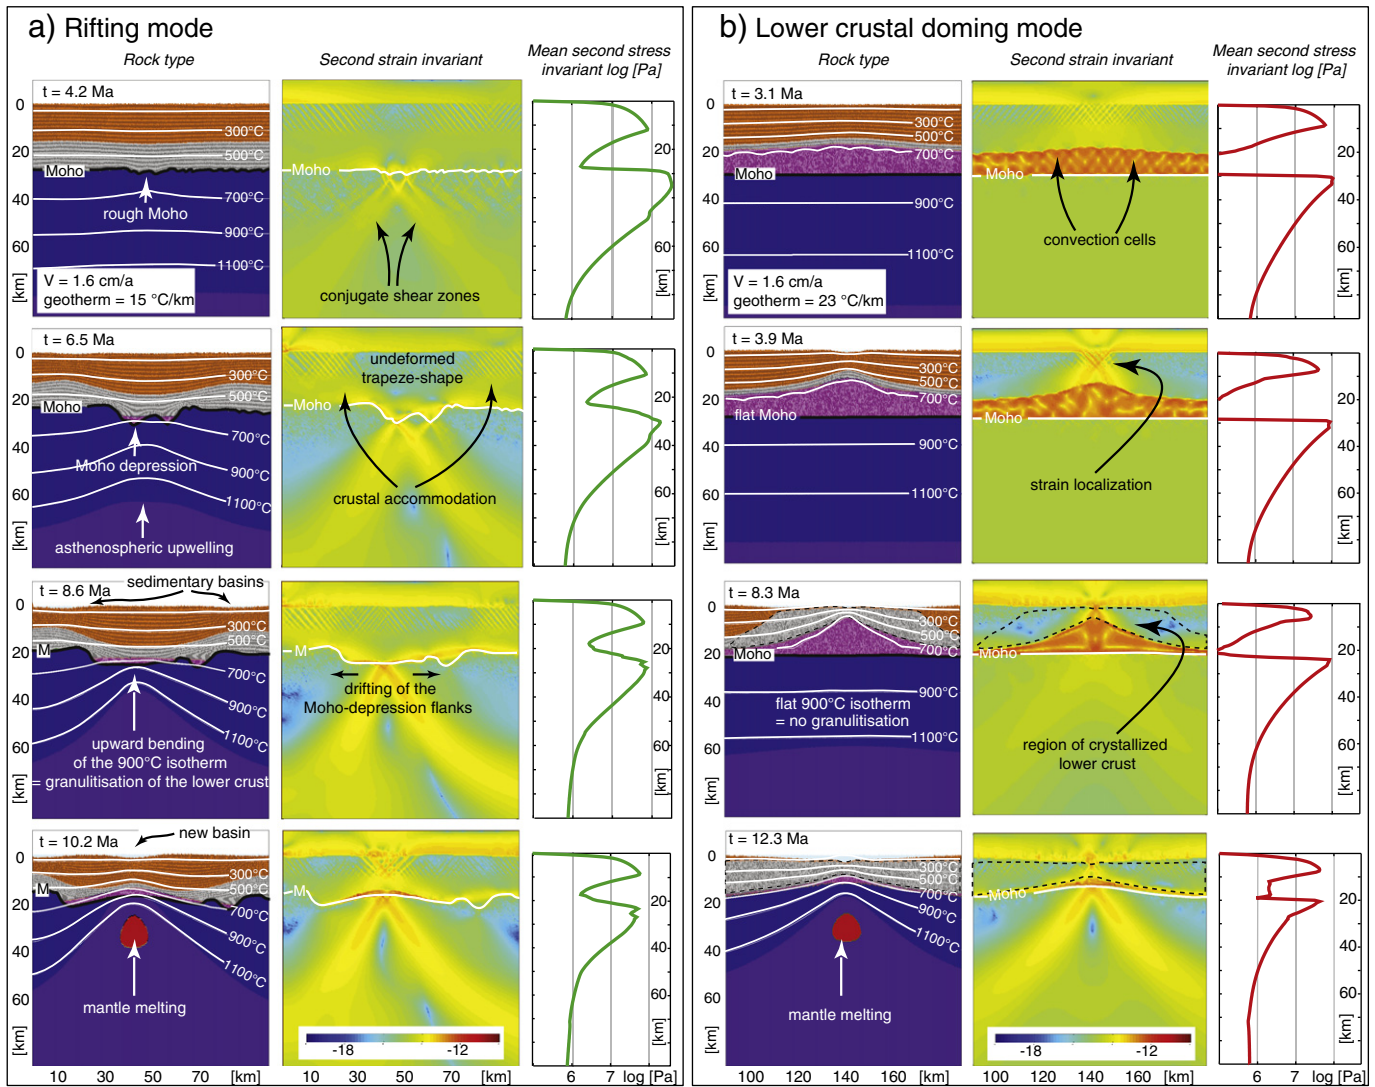 a) Rifting mode
Rock type
Second strain invariant
Mean second stress
invariant log [Pa]
t = 4.2 Ma
0
20
40
60
[km]
300°C
500°C
Moho
700°C
rough Moho
900°C
1100°C
V = 1.6 cm/a
geotherm = 15 °C/km
Moho
conjugate shear zones
20
40
60
[km]
t = 6.5 Ma
0
20
40
60
[km]
300°C
500°C
Moho
700°C
Moho depression
900°C
1100°C
asthenospheric upwelling
undeformed
trapeze-shape
Moho
crustal accommodation
20
40
60
[km]
t = 8.6 Ma
sedimentary basins
0
20
40
60
[km]
300°C
500°C
M
700°C
900°C
1100°C
upward bending
of the 900°C isotherm
= granulitisation of the lower crust
M
drifting of the
Moho-depression flanks
20
40
60
[km]
t = 10.2 Ma
new basin
0
20
40
60
[km]
300°C
500°C
M
700°C
900°C
1100°C
mantle melting
M
-18
-12
20
40
60
[km]
10 30 50 70 [km]
10 30 50 70 [km]
6 7 log [Pa]
b) Lower crustal doming mode
Rock type
Second strain invariant
Mean second stress
invariant log [Pa]
t = 3.1 Ma
0
20
40
60
[km]
300°C
500°C
700°C
Moho
900°C
1100°C
V = 1.6 cm/a
geotherm = 23 °C/km
Moho
convection cells
20
40
60
[km]
t = 3.9 Ma
0
20
40
60
[km]
300°C
500°C
700°C
flat Moho
900°C
1100°C
Moho
strain localization
20
40
60
[km]
t = 8.3 Ma
0
20
40
60
[km]
300°C
500°C
700°C
Moho
900°C
flat 900°C isotherm
= no granulitisation
1100°C
Moho
region of crystallized
lower crust
20
40
60
[km]
t = 12.3 Ma
0
20
40
60
[km]
300°C
500°C
700°C
900°C
1100°C
mantle melting
Moho
-18
-12
20
40
60
[km]
100 120 140 160 [km]
100 120 140 160
6 7 log [Pa]